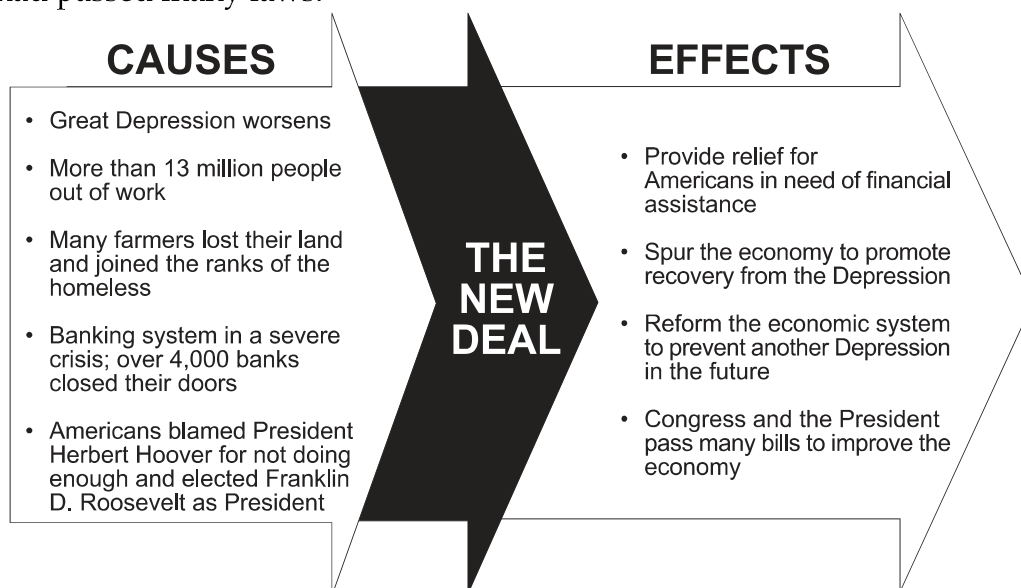 passed many laws.
CAUSES
• Great Depression worsens
• More than 13 million people
out of work
• Many farmers lost their land
and joined the ranks of the
homeless
• Banking system in a severe
crisis; over 4,000 banks
closed their doors
• Americans blamed President
Herbert Hoover for not doing
enough and elected Franklin
D. Roosevelt as President
THE
NEW
DEAL
EFFECTS
• Provide relief for
Americans in need of financial
assistance
• Spur the economy to promote
recovery from the Depression
• Reform the economic system
to prevent another Depression
in the future
• Congress and the President
pass many bills to improve the
economy